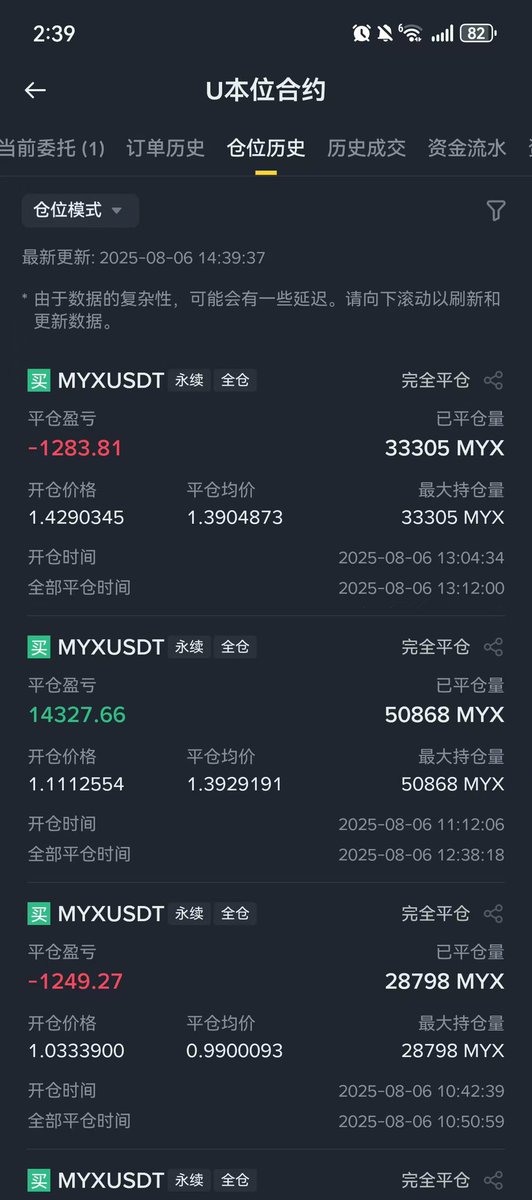 2:39
6
82
U本位合约
当前委托 (1) 订单历史 仓位历史 历史成交 资金流水
仓位模式
最新更新: 2025-08-06 14:39:37
* 由于数据的复杂性，可能会有一些延迟。请向下滚动以刷新和
更新数据。
买 MYXUSDT 永续 全仓 完全平仓
平仓盈亏 已平仓量
-1283.81 33305 MYX
开仓价格 平仓均价 最大持仓量
1.4290345 1.3904873 33305 MYX
开仓时间 2025-08-06 13:04:34
全部平仓时间 2025-08-06 13:12:00
买 MYXUSDT 永续 全仓 完全平仓
平仓盈亏 已平仓量
14327.66 50868 MYX
开仓价格 平仓均价 最大持仓量
1.1112554 1.3929191 50868 MYX
开仓时间 2025-08-06 11:12:06
全部平仓时间 2025-08-06 12:38:18
买 MYXUSDT 永续 全仓 完全平仓
平仓盈亏 已平仓量
-1249.27 28798 MYX
开仓价格 平仓均价 最大持仓量
1.0333900 0.9900093 28798 MYX
开仓时间 2025-08-06 10:42:39
全部平仓时间 2025-08-06 10:50:59
买 MYXUSDT 永续 全仓 完全平仓